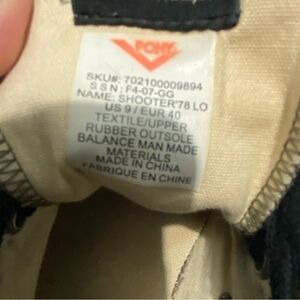 PONY
SKU#: 702100009894
S S N : F4-07-GG
NAME: SHOOTER'78 LO
US 9 / EUR 40
TEXTILE/UPPER
RUBBER OUTSOLE
BALANCE MAN MADE
MATERIALS
MADE IN CHINA
FABRIQUE EN CHINE